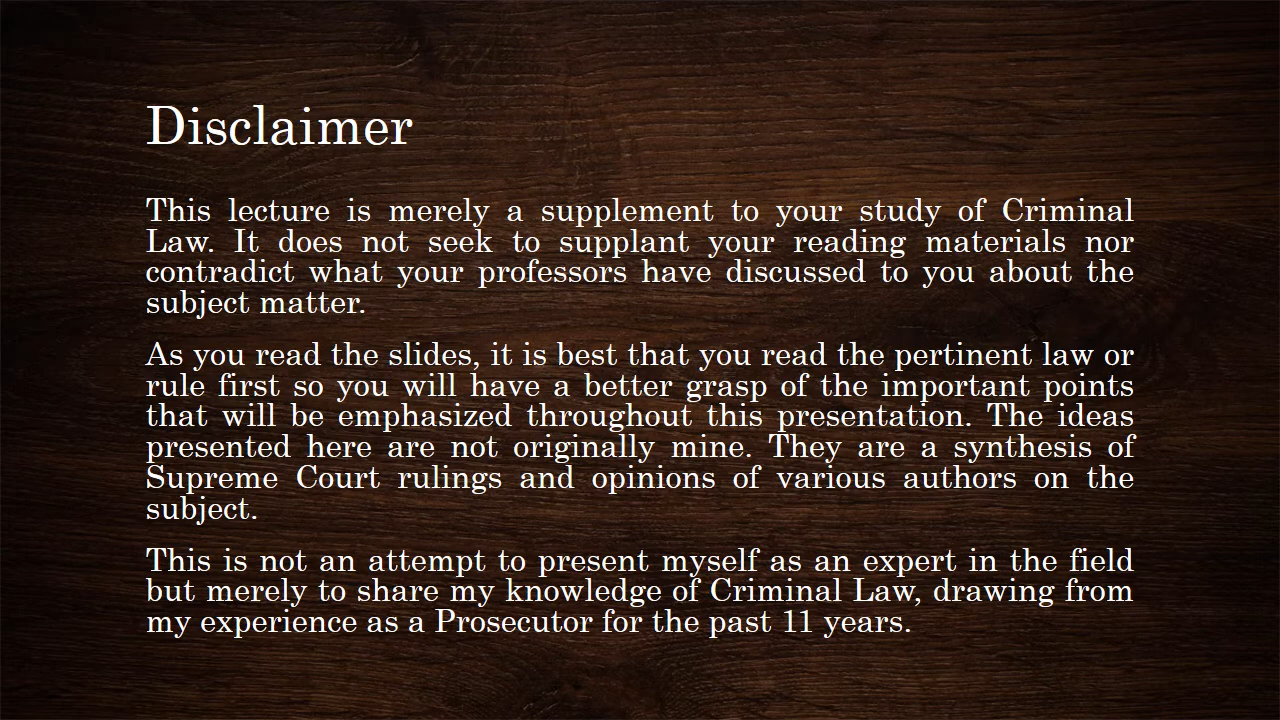 Disclaimer
This lecture is merely a supplement to your study of Criminal
Law. It does not seek to supplant your reading materials nor
contradict what your professors have discussed to you about the
subject matter.
As you read the slides, it is best that you read the pertinent law or
rule first so you will have a better grasp of the important points
that will be emphasized throughout this presentation. The ideas
presented here are not originally mine. They are a synthesis of
Supreme Court rulings and opinions of various authors on the
subject.
This is not an attempt to present myself as an expert in the field
but merely to share my knowledge of Criminal Law, drawing from
my experience as a Prosecutor for the past 11 years.